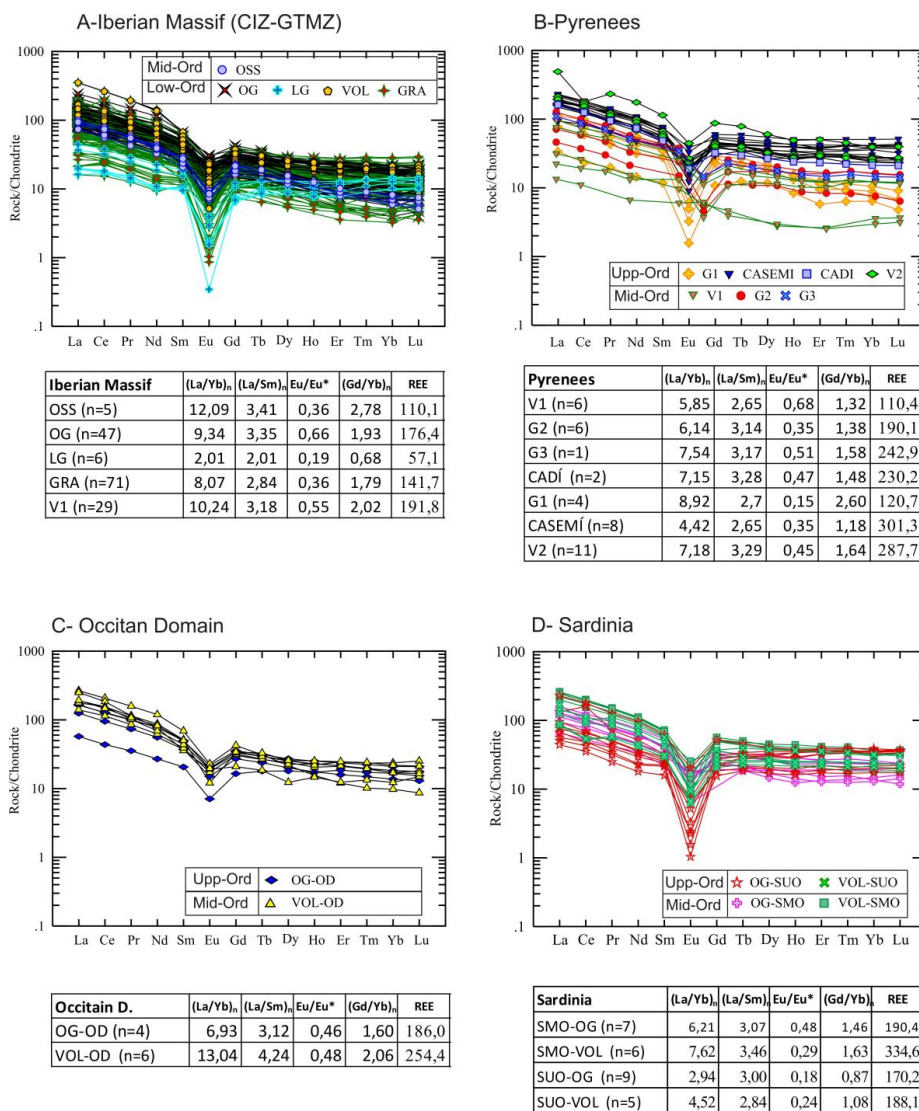 A-Iberian Massif (CIZ-GTMZ)
1000
100
10
1
.1
Rock/Chondrite
Mid-Ord OSS
Low-Ord OG LG VOL GRA
La Ce Pr Nd Sm Eu Gd Tb Dy Ho Er Tm Yb Lu
Iberian Massif (La/Yb)n (La/Sm)n Eu/Eu* (Gd/Yb)n REE
OSS (n=5) 12,09 3,41 0,36 2,78 110,1
OG (n=47) 9,34 3,35 0,66 1,93 176,4
LG (n=6) 2,01 2,01 0,19 0,68 57,1
GRA (n=71) 8,07 2,84 0,36 1,79 141,7
V1 (n=29) 10,24 3,18 0,55 2,02 191,8
B-Pyrenees
1000
100
10
1
.1
Rock/Chondrite
Upp-Ord G1 CASEMI CADI V2
Mid-Ord V1 G2 G3
La Ce Pr Nd Sm Eu Gd Tb Dy Ho Er Tm Yb Lu
Pyrenees (La/Yb)n (La/Sm)n Eu/Eu* (Gd/Yb)n REE
V1 (n=6) 5,85 2,65 0,68 1,32 110,4
G2 (n=6) 6,14 3,14 0,35 1,38 190,1
G3 (n=1) 7,54 3,17 0,51 1,58 242,9
CADÍ (n=2) 7,15 3,28 0,47 1,48 230,2
G1 (n=4) 8,92 2,7 0,15 2,60 120,7
CASEMÍ (n=8) 4,42 2,65 0,35 1,18 301,3
V2 (n=11) 7,18 3,29 0,45 1,64 287,7
C- Occitan Domain
1000
100
10
1
.1
Rock/Chondrite
Upp-Ord OG-OD
Mid-Ord VOL-OD
La Ce Pr Nd Sm Eu Gd Tb Dy Ho Er Tm Yb Lu
Occitain D. (La/Yb)n (La/Sm)n Eu/Eu* (Gd/Yb)n REE
OG-OD (n=4) 6,93 3,12 0,46 1,60 186,0
VOL-OD (n=6) 13,04 4,24 0,48 2,06 254,4
D- Sardinia
1000
100
10
1
.1
Rock/Chondrite
Upp-Ord OG-SUO VOL-SUO
Mid-Ord OG-SMO VOL-SMO
La Ce Pr Nd Sm Eu Gd Tb Dy Ho Er Tm Yb Lu
Sardinia (La/Yb)n (La/Sm)n Eu/Eu* (Gd/Yb)n REE
SMO-OG (n=7) 6,21 3,07 0,48 1,46 190,4
SMO-VOL (n=6) 7,62 3,46 0,29 1,63 334,6
SUO-OG (n=9) 2,94 3,00 0,18 0,87 170,2
SUO-VOL (n=5) 4,52 2,84 0,24 1,08 188,1